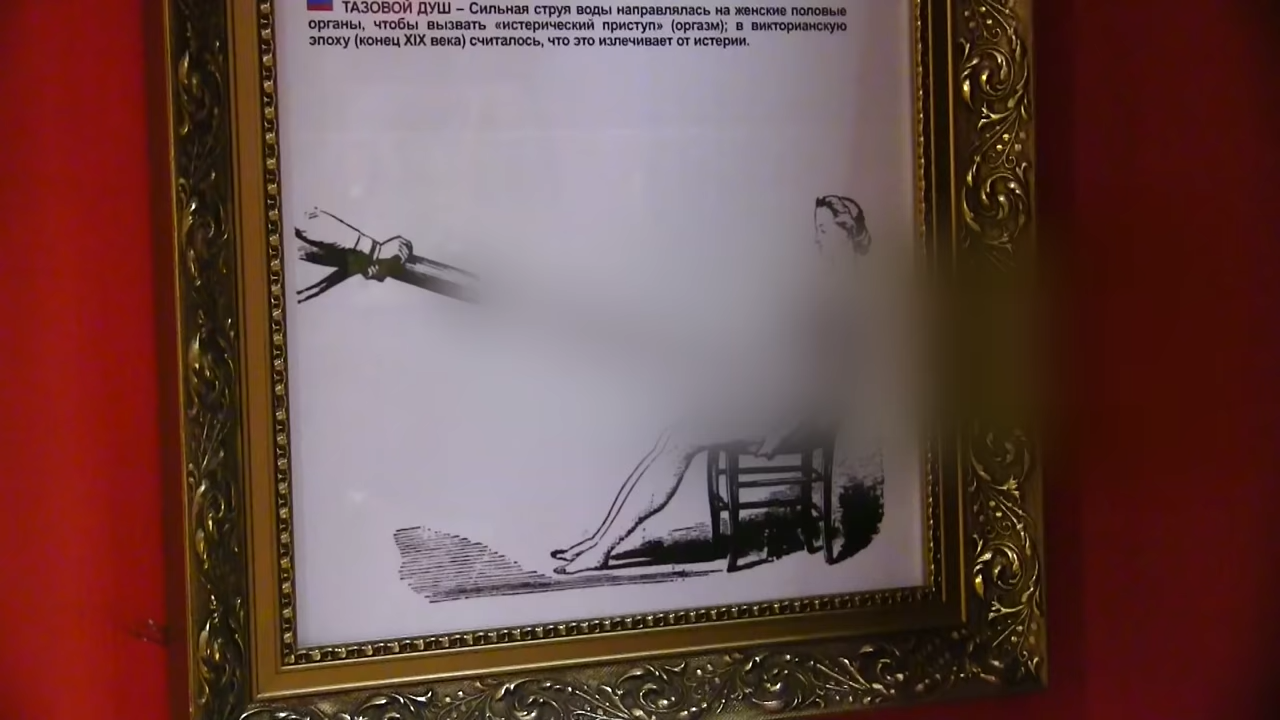 ТАЗОВОЙ ДУШ – Сильная струя воды направлялась на женские половые
органы, чтобы вызвать «истерический приступ» (оргазм); в викторианскую
эпоху (конец XIX века) считалось, что это излечивает от истерии.